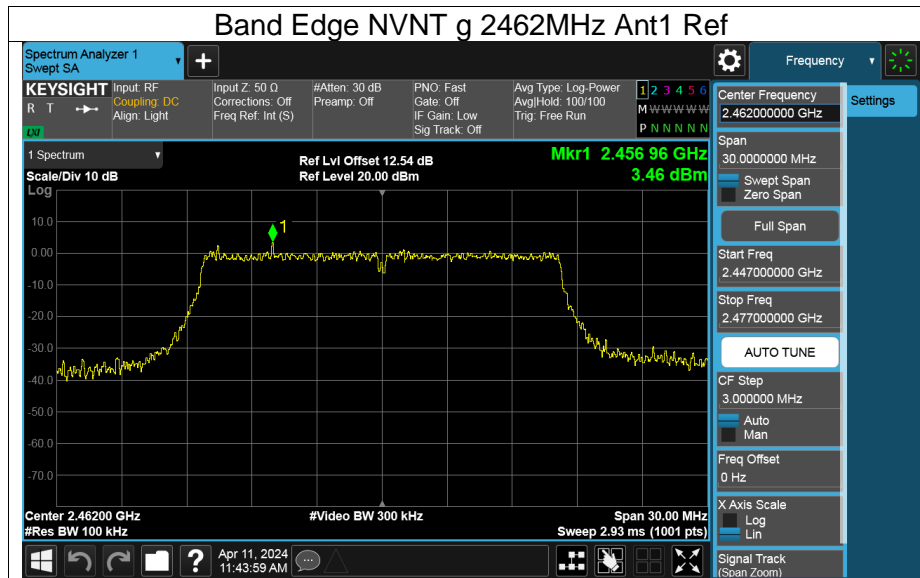 Band Edge NVNT g 2462MHz Ant1 Ref
Spectrum Analyzer 1
Swept SA
+
Frequency
KEYSIGHT
R T
LXI
Input: RF
Coupling: DC
Align: Light
Input Z: 50 Ω
Corrections: Off
Freq Ref: Int (S)
#Atten: 30 dB
Preamp: Off
PNO: Fast
Gate: Off
IF Gain: Low
Sig Track: Off
Avg Type: Log-Power
Avg|Hold: 100/100
Trig: Free Run
1 2 3 4 5 6
M W W W W W
P N N N N N
1 Spectrum
Scale/Div 10 dB
Log
Ref Lvl Offset 12.54 dB
Ref Level 20.00 dBm
Mkr1 2.456 96 GHz
3.46 dBm
1
10.0
0.00
-10.0
-20.0
-30.0
-40.0
-50.0
-60.0
-70.0
Center 2.46200 GHz
#Res BW 100 kHz
#Video BW 300 kHz
Span 30.00 MHz
Sweep 2.93 ms (1001 pts)
Center Frequency
2.462000000 GHz
Settings
Span
30.0000000 MHz
Swept Span
Zero Span
Full Span
Start Freq
2.447000000 GHz
Stop Freq
2.477000000 GHz
AUTO TUNE
CF Step
3.000000 MHz
Auto
Man
Freq Offset
0 Hz
X Axis Scale
Log
Lin
Signal Track
(Span Zoom)
?
Apr 11, 2024
11:43:59 AM